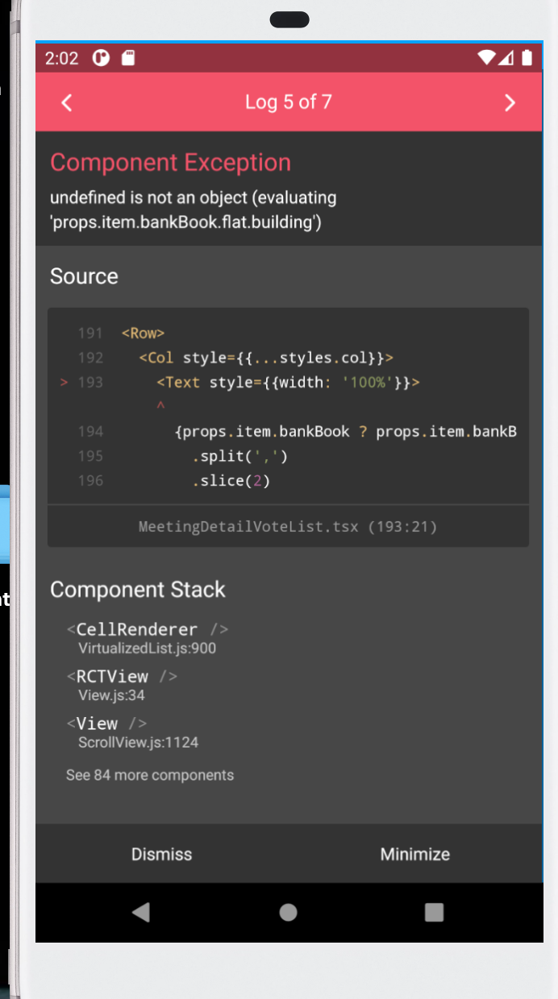 2:02
Log 5 of 7
Component Exception
undefined is not an object (evaluating
'props.item.bankBook.flat.building')
Source
191 <Row>
192 <Col style={{...styles.col}}>
> 193 <Text style={{width: '100%'}}>
^
194 {props.item.bankBook ? props.item.bankB
195 .split(',')
196 .slice(2)
MeetingDetailVoteList.tsx (193:21)
Component Stack
<CellRenderer />
VirtualizedList.js:900
<RCTView />
View.js:34
<View />
ScrollView.js:1124
See 84 more components
Dismiss
Minimize